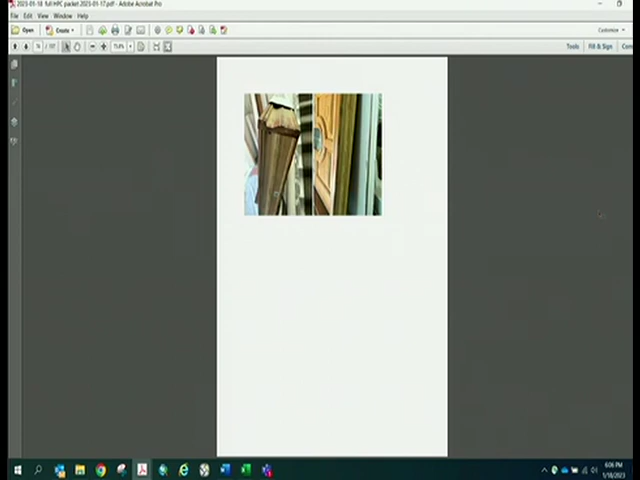 2023-01-18 full HPC packet 2023-01-17.pdf - Adobe Acrobat Pro
File Edit View Window Help
Open Create Customize
Tools Fill & Sign
6:06 PM
1/18/2023